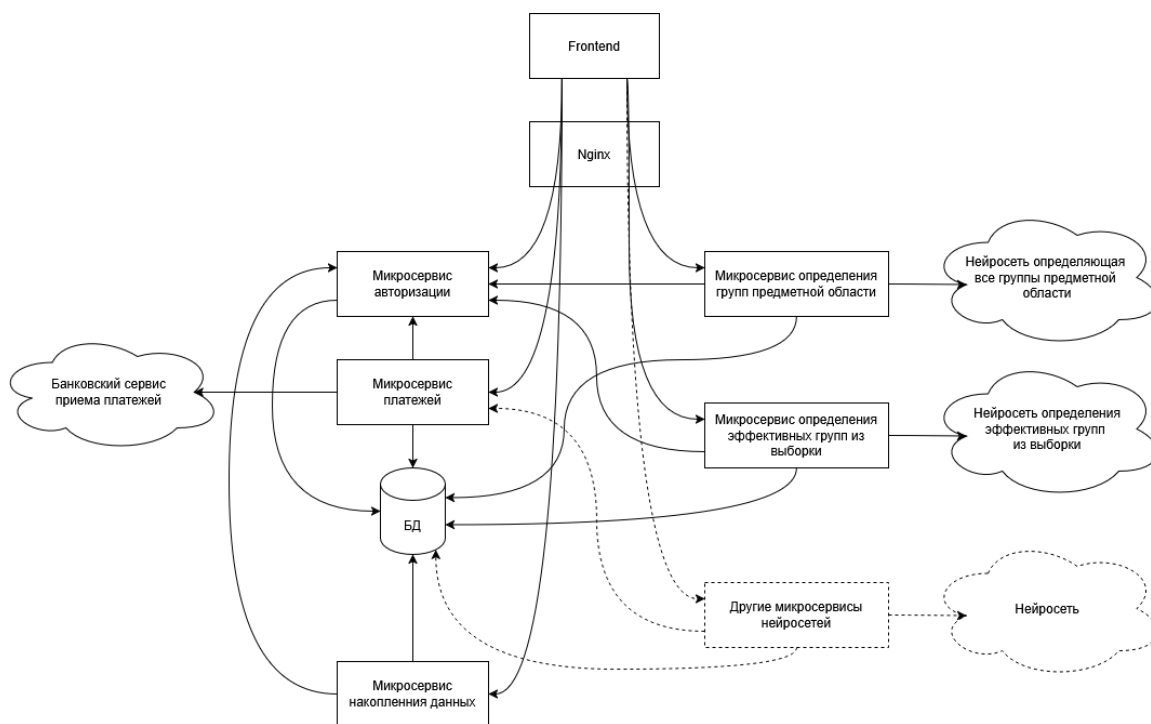 Frontend
Nginx
Микросервис
авторизации
Микросервис определения
групп предметной области
Нейросеть определяющая
все группы предметной
области
Банковский сервис
приема платежей
Микросервис
платежей
Микросервис определения
эффективных групп из
выборки
Нейросеть определения
эффективных групп
из выборки
БД
Другие микросервисы
нейросетей
Нейросеть
Микросервис
накопленния данных